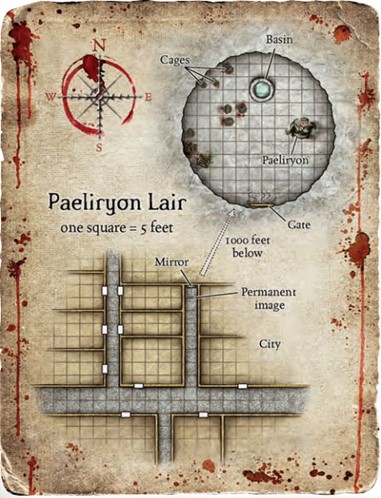 N
W E
S
Basin
Cages
Paeliryon
Gate
Paeliryon Lair
one square = 5 feet
1000 feet
below
Mirror
Permanent
image
City